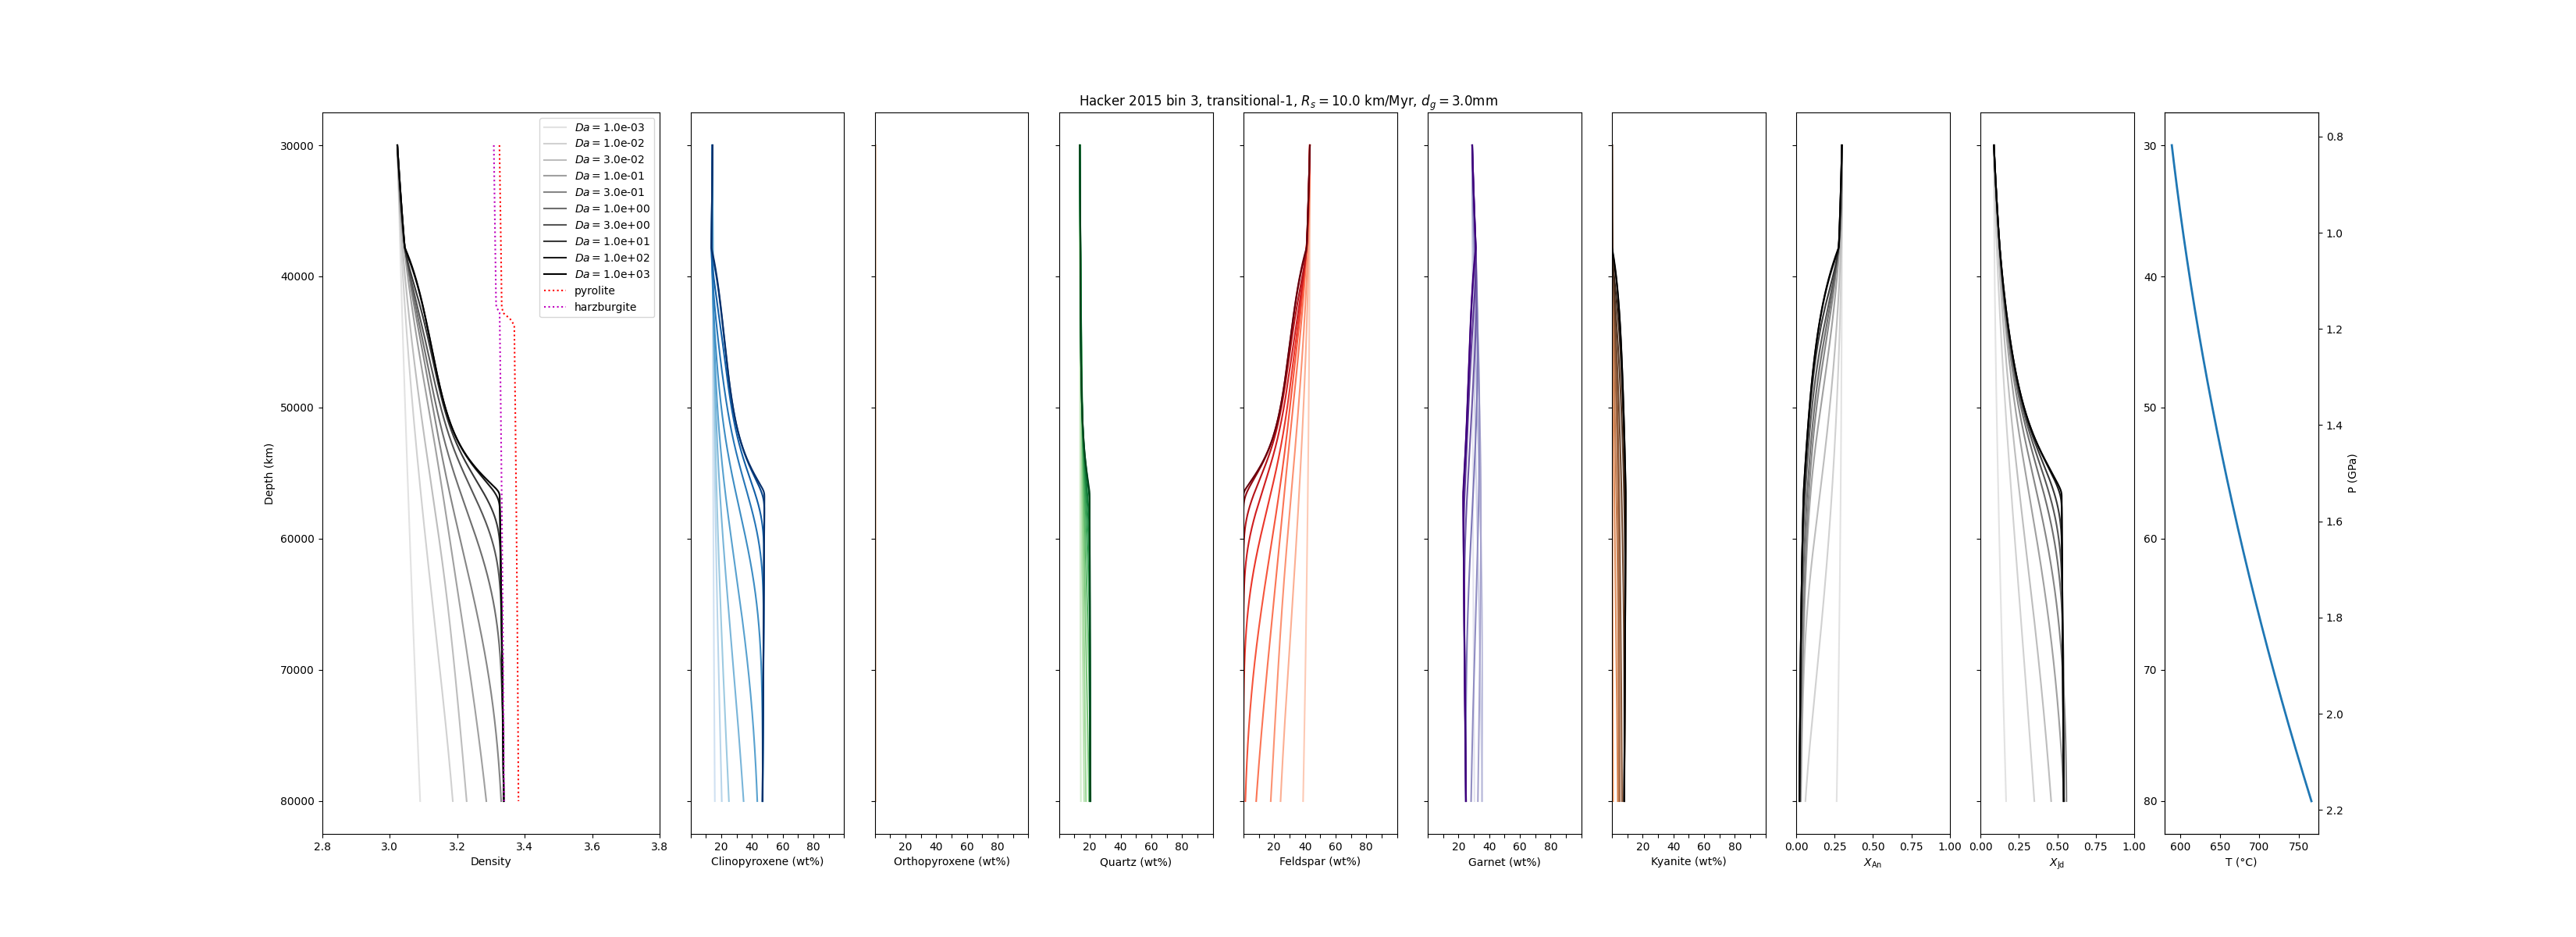 Hacker 2015 bin 3, transitional-1, R_s = 10.0 km/Myr, d_g = 3.0mm
Da = 1.0e-03
Da = 1.0e-02
Da = 3.0e-02
Da = 1.0e-01
Da = 3.0e-01
Da = 1.0e+00
Da = 3.0e+00
Da = 1.0e+01
Da = 1.0e+02
Da = 1.0e+03
pyrolite
harzburgite
Depth (km)
30000
40000
50000
60000
70000
80000
2.8 3.0 3.2 3.4 3.6 3.8
Density
20 40 60 80
Clinopyroxene (wt%)
20 40 60 80
Orthopyroxene (wt%)
20 40 60 80
Quartz (wt%)
20 40 60 80
Feldspar (wt%)
20 40 60 80
Garnet (wt%)
20 40 60 80
Kyanite (wt%)
0.00 0.25 0.50 0.75 1.00
X_An
0.00 0.25 0.50 0.75 1.00
X_Jd
30
40
50
60
70
80
600 650 700 750
T (°C)
0.8
1.0
1.2
1.4
1.6
1.8
2.0
2.2
P (GPa)